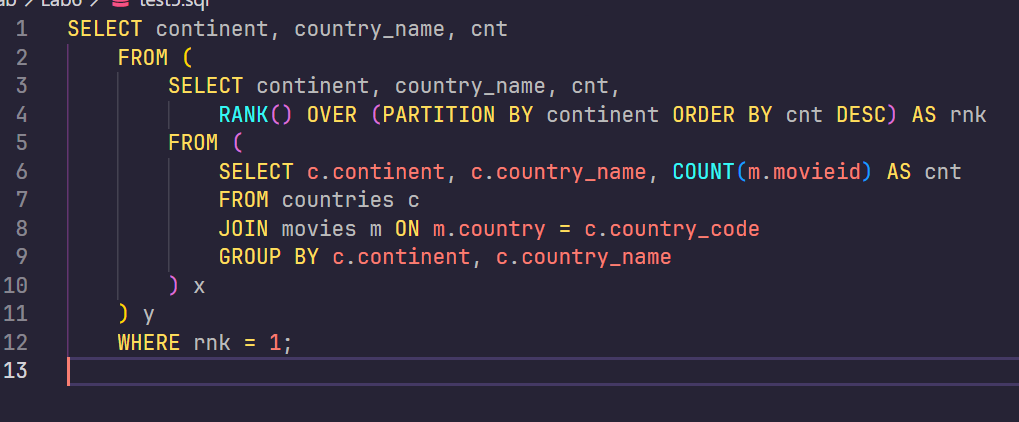 Lab6 > test5.sql
1 SELECT continent, country_name, cnt
2 FROM (
3 SELECT continent, country_name, cnt,
4 RANK() OVER (PARTITION BY continent ORDER BY cnt DESC) AS rnk
5 FROM (
6 SELECT c.continent, c.country_name, COUNT(m.movieid) AS cnt
7 FROM countries c
8 JOIN movies m ON m.country = c.country_code
9 GROUP BY c.continent, c.country_name
10 ) x
11 ) y
12 WHERE rnk = 1;
13